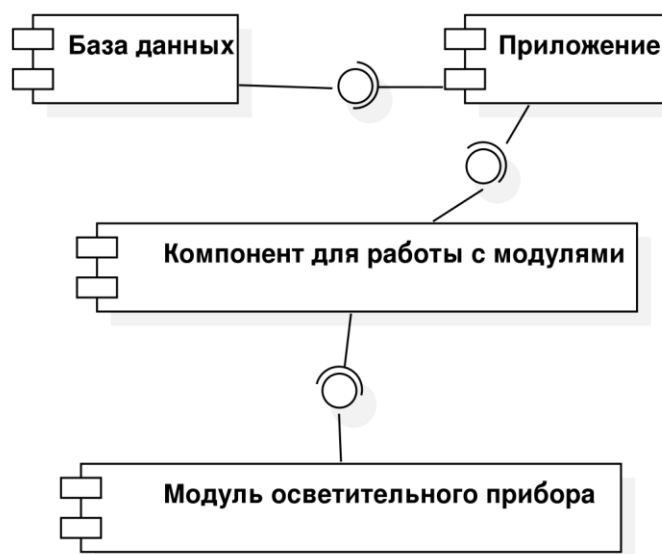 База данных
Приложение
Компонент для работы с модулями
Модуль осветительного прибора